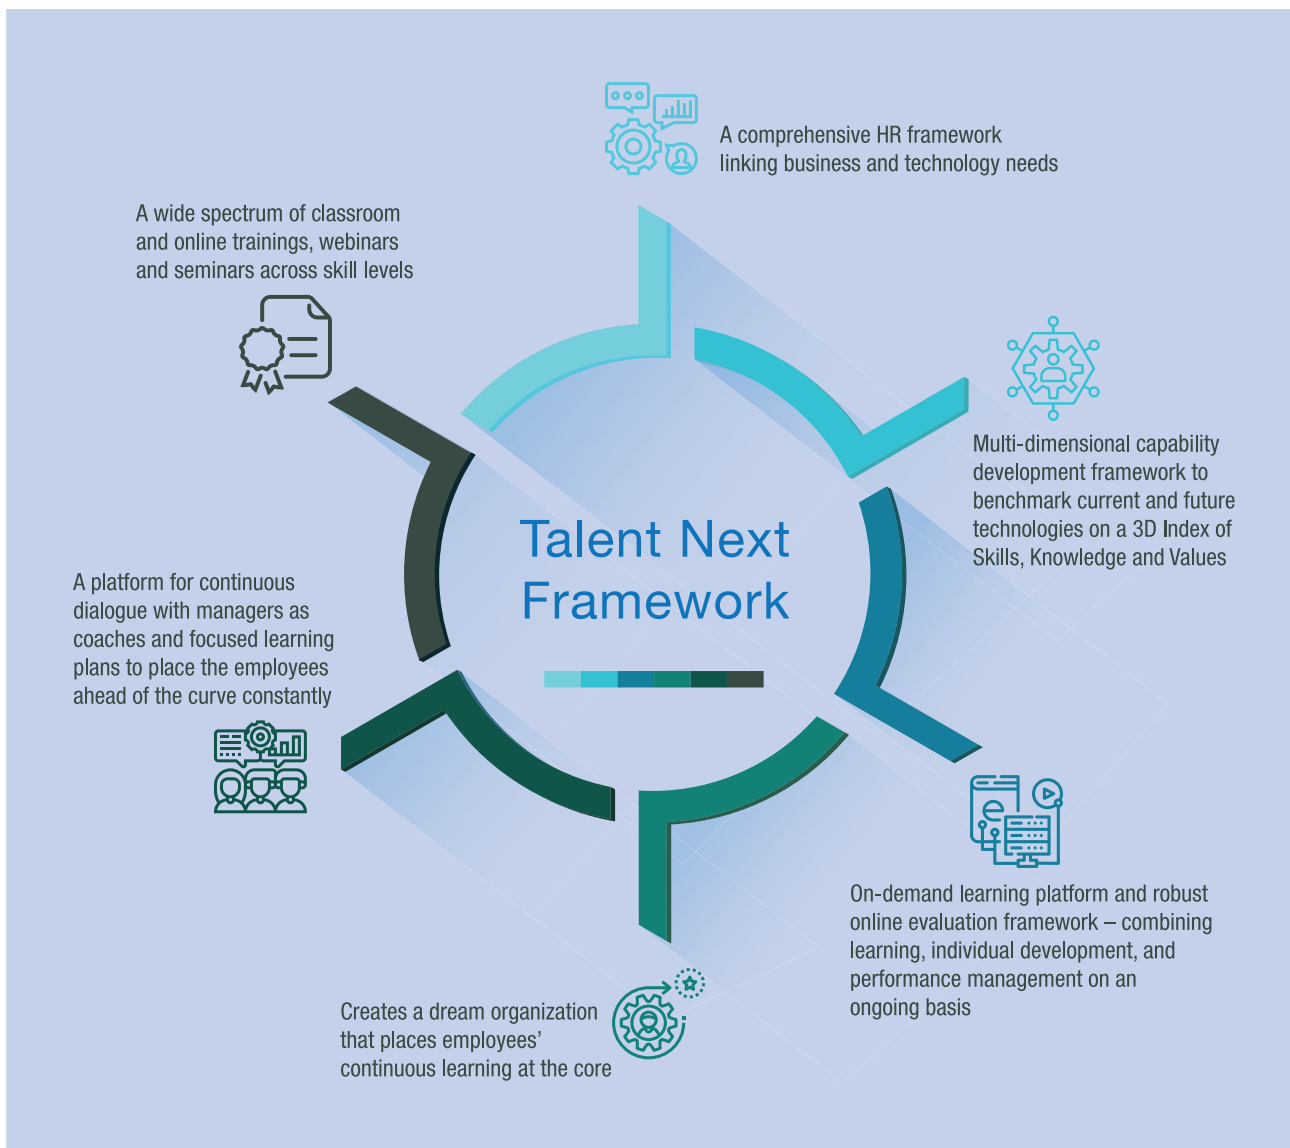 A comprehensive HR framework
linking business and technology needs
Multi-dimensional capability
development framework to
benchmark current and future
technologies on a 3D Index of
Skills, Knowledge and Values
On-demand learning platform and robust
online evaluation framework – combining
learning, individual development, and
performance management on an
ongoing basis
Creates a dream organization
that places employees’
continuous learning at the core
A platform for continuous
dialogue with managers as
coaches and focused learning
plans to place the employees
ahead of the curve constantly
A wide spectrum of classroom
and online trainings, webinars
and seminars across skill levels
Talent Next
Framework